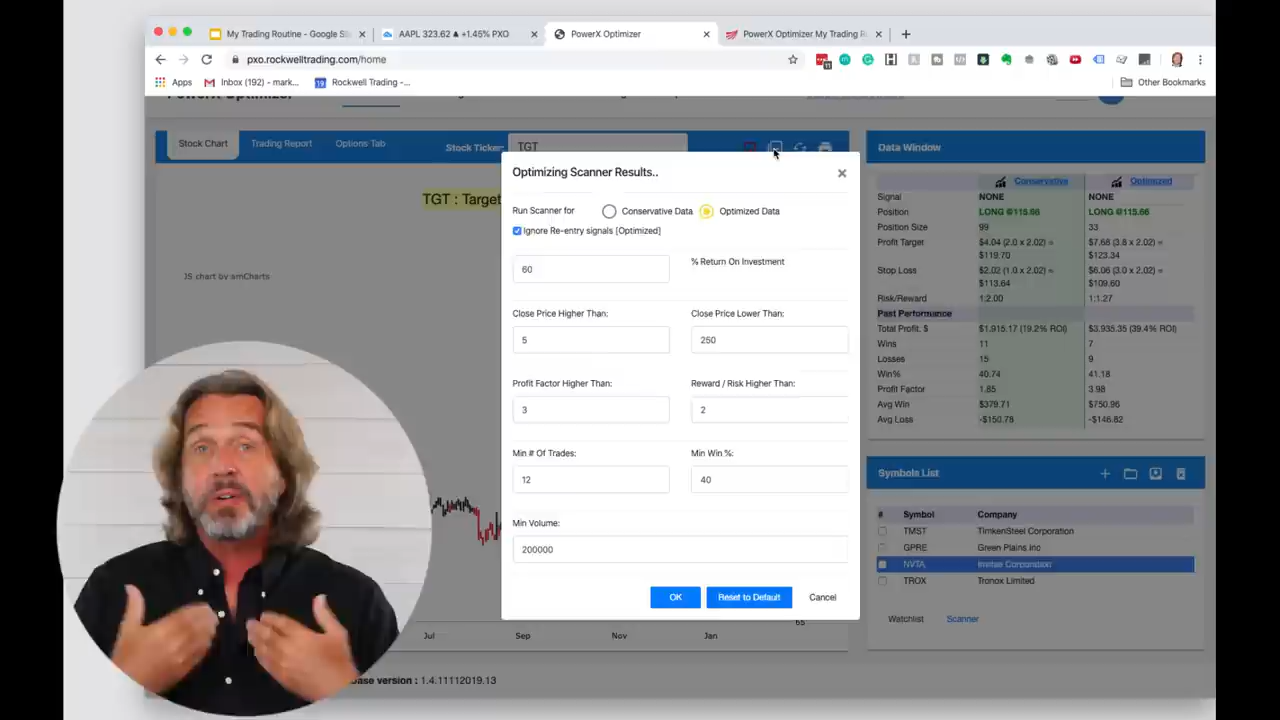 My Trading Routine - Google Sli
AAPL 323.62 ▲ +1.45% PXO
PowerX Optimizer
PowerX Optimizer My Trading R
pxo.rockwelltrading.com/home
11
Apps
Inbox (192) - mark...
19
Rockwell Trading -...
Other Bookmarks
PowerX Optimizer
Stock Chart
Trading Report
Options Tab
Stock Ticker:
TGT
Data Window
TGT : Target
JS chart by amCharts
Optimizing Scanner Results..
Run Scanner for
Conservative Data
Optimized Data
Ignore Re-entry signals [Optimized]
60
% Return On Investment
Close Price Higher Than:
Close Price Lower Than:
5
250
Profit Factor Higher Than:
Reward / Risk Higher Than:
3
2
Min # Of Trades:
Min Win %:
12
40
Min Volume:
200000
OK
Reset to Default
Cancel
Conservative
Optimized
Signal NONE NONE
Position LONG @115.66 LONG @115.66
Position Size 99 33
Profit Target $4.04 (2.0 x 2.02) = $7.68 (3.8 x 2.02) =
$119.70 $123.34
Stop Loss $2.02 (1.0 x 2.02) = $6.06 (3.0 x 2.02) =
$113.64 $109.60
Risk/Reward 1:2.00 1:1.27
Past Performance
Total Profit. $ $1,915.17 (19.2% ROI) $3,935.35 (39.4% ROI)
Wins 11 7
Losses 15 9
Win% 40.74 41.18
Profit Factor 1.85 3.98
Avg Win $379.71 $750.96
Avg Loss -$150.78 -$146.82
Symbols List
# Symbol Company
TMST TimkenSteel Corporation
GPRE Green Plains Inc
NVTA Invitae Corporation
TROX Tronox Limited
Watchlist
Scanner
65
Jul
Sep
Nov
Jan
base version : 1.4.11112019.13